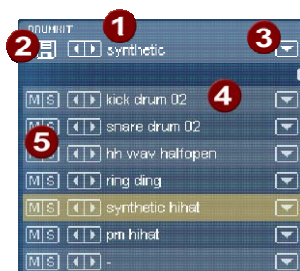 DRUMKIT
1
2
synthetic
3
M S kick drum 02
4
M S snare drum 02
5
hh wav halfopen
M S ring ding
M S synthetic hihat
M S pm hihat
M S -